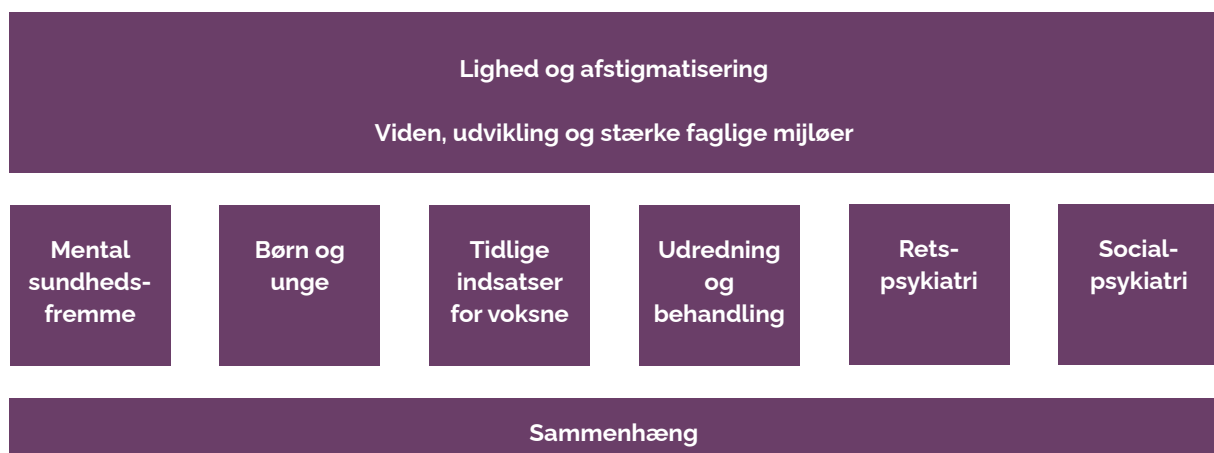 Lighed og afstigmatisering
Viden, udvikling og stærke faglige mijløer
Mental
sundheds-
fremme
Børn og
unge
Tidlige
indsatser
for voksne
Udredning
og
behandling
Rets-
psykiatri
Social-
psykiatri
Sammenhæng